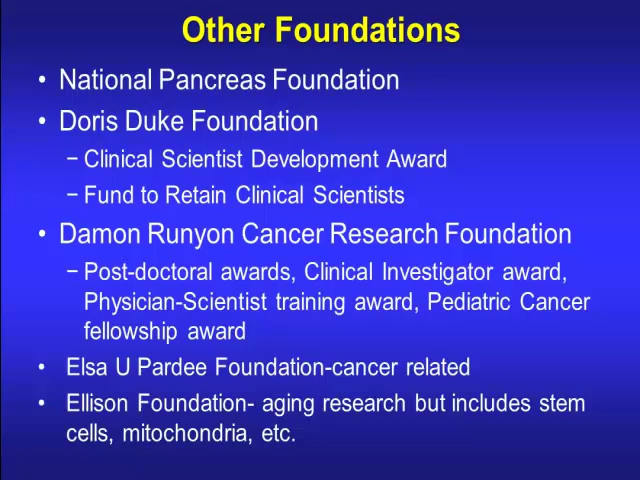 Other Foundations
• National Pancreas Foundation
• Doris Duke Foundation
− Clinical Scientist Development Award
− Fund to Retain Clinical Scientists
• Damon Runyon Cancer Research Foundation
− Post-doctoral awards, Clinical Investigator award,
Physician-Scientist training award, Pediatric Cancer
fellowship award
• Elsa U Pardee Foundation-cancer related
• Ellison Foundation- aging research but includes stem
cells, mitochondria, etc.